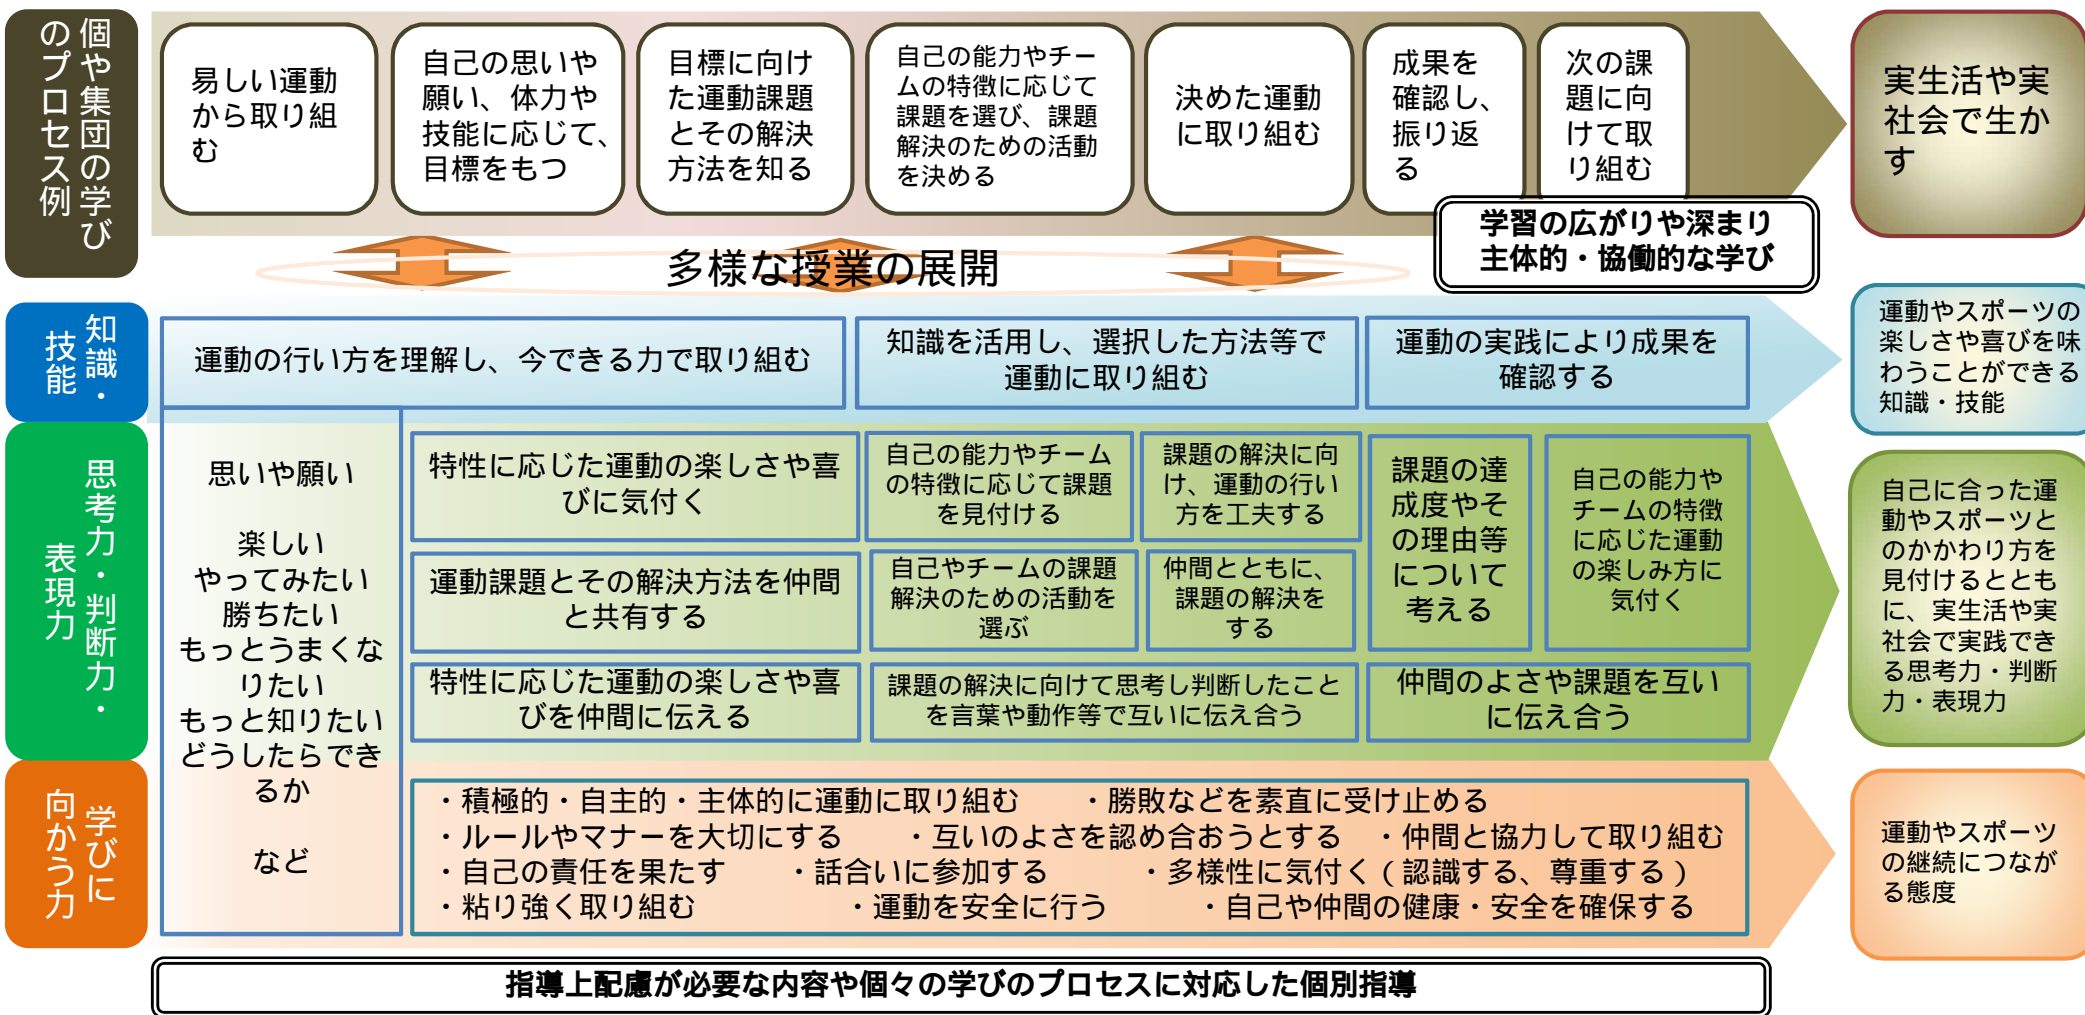 個や集団の学び
のプロセス例
易しい運動
から取り組
む
自己の思いや
願い、体力や
技能に応じて、
目標をもつ
目標に向け
た運動課題
とその解決
方法を知る
自己の能力やチー
ムの特徴に応じて
課題を選び、課題
解決のための活動
を決める
決めた運動
に取り組む
成果を
確認し、
振り返
る
次の課
題に向
けて取
り組む
実生活や実
社会で生か
す
学習の広がりや深まり
主体的・協働的な学び
多様な授業の展開
知識・
技能
運動の行い方を理解し、今できる力で取り組む
知識を活用し、選択した方法等で
運動に取り組む
運動の実践により成果を
確認する
運動やスポーツの
楽しさや喜びを味
わうことができる
知識・技能
思考力・判断力・
表現力
思いや願い
楽しい
やってみたい
勝ちたい
もっとうまくな
りたい
もっと知りたい
どうしたらでき
るか
など
特性に応じた運動の楽しさや喜
びに気付く
自己の能力やチーム
の特徴に応じて課題
を見付ける
課題の解決に向
け、運動の行い
方を工夫する
課題の達
成度やそ
の理由等
について
考える
自己の能力や
チームの特徴
に応じた運動
の楽しみ方に
気付く
運動課題とその解決方法を仲間
と共有する
自己やチームの課題
解決のための活動を
選ぶ
仲間とともに、
課題の解決を
する
特性に応じた運動の楽しさや喜
びを仲間に伝える
課題の解決に向けて思考し判断したこと
を言葉や動作等で互いに伝え合う
仲間のよさや課題を互い
に伝え合う
自己に合った運
動やスポーツと
のかかわり方を
見付けるととも
に、実生活や実
社会で実践でき
る思考力・判断
力・表現力
学びに
向かう力
・積極的・自主的・主体的に運動に取り組む ・勝敗などを素直に受け止める
・ルールやマナーを大切にする ・互いのよさを認め合おうとする ・仲間と協力して取り組む
・自己の責任を果たす ・話合いに参加する ・多様性に気付く（認識する、尊重する）
・粘り強く取り組む ・運動を安全に行う ・自己や仲間の健康・安全を確保する
運動やスポーツ
の継続につなが
る態度
指導上配慮が必要な内容や個々の学びのプロセスに対応した個別指導